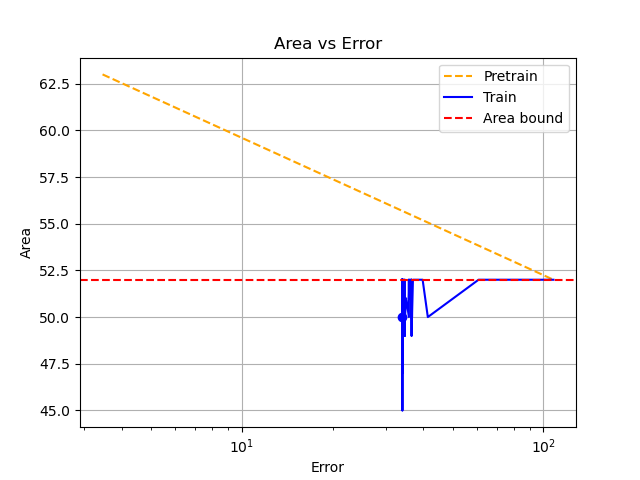 Area vs Error
Pretrain
Train
Area bound
62.5
60.0
57.5
55.0
52.5
50.0
47.5
45.0
Area
10¹
10²
Error